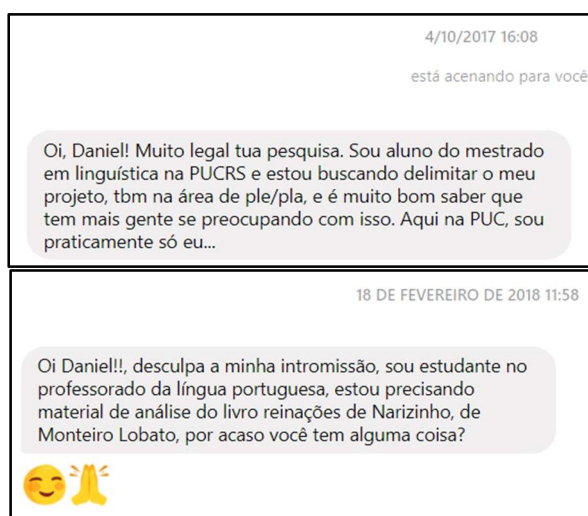 4/10/2017 16:08
está acenando para você
Oi, Daniel! Muito legal tua pesquisa. Sou aluno do mestrado
em linguística na PUCRS e estou buscando delimitar o meu
projeto, tbm na área de ple/pla, e é muito bom saber que
tem mais gente se preocupando com isso. Aqui na PUC, sou
praticamente só eu...
18 DE FEVEREIRO DE 2018 11:58
Oi Daniel!!, desculpa a minha intromissão, sou estudante no
professorado da língua portuguesa, estou precisando
material de análise do livro reinações de Narizinho, de
Monteiro Lobato, por acaso você tem alguma coisa?